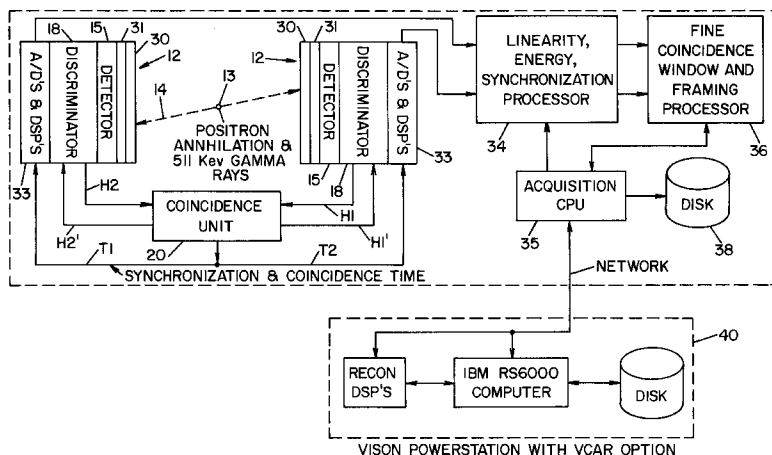 18
15
31
30
12
A/D'S & DSP'S
DISCRIMINATOR
DETECTOR
14
13
POSITRON
ANNHILATION &
511 Kev GAMMA
RAYS
30
31
12
DETECTOR
DISCRIMINATOR
A/D'S & DSP'S
15
18
33
33
H2
H1
H2'
H1'
COINCIDENCE
UNIT
20
T1
T2
SYNCHRONIZATION & COINCIDENCE TIME
LINEARITY,
ENERGY,
SYNCHRONIZATION
PROCESSOR
34
FINE
COINCIDENCE
WINDOW AND
FRAMING
PROCESSOR
36
ACQUISITION
CPU
35
DISK
38
NETWORK
40
RECON
DSP'S
IBM RS6000
COMPUTER
DISK
VISON POWERSTATION WITH VCAR OPTION